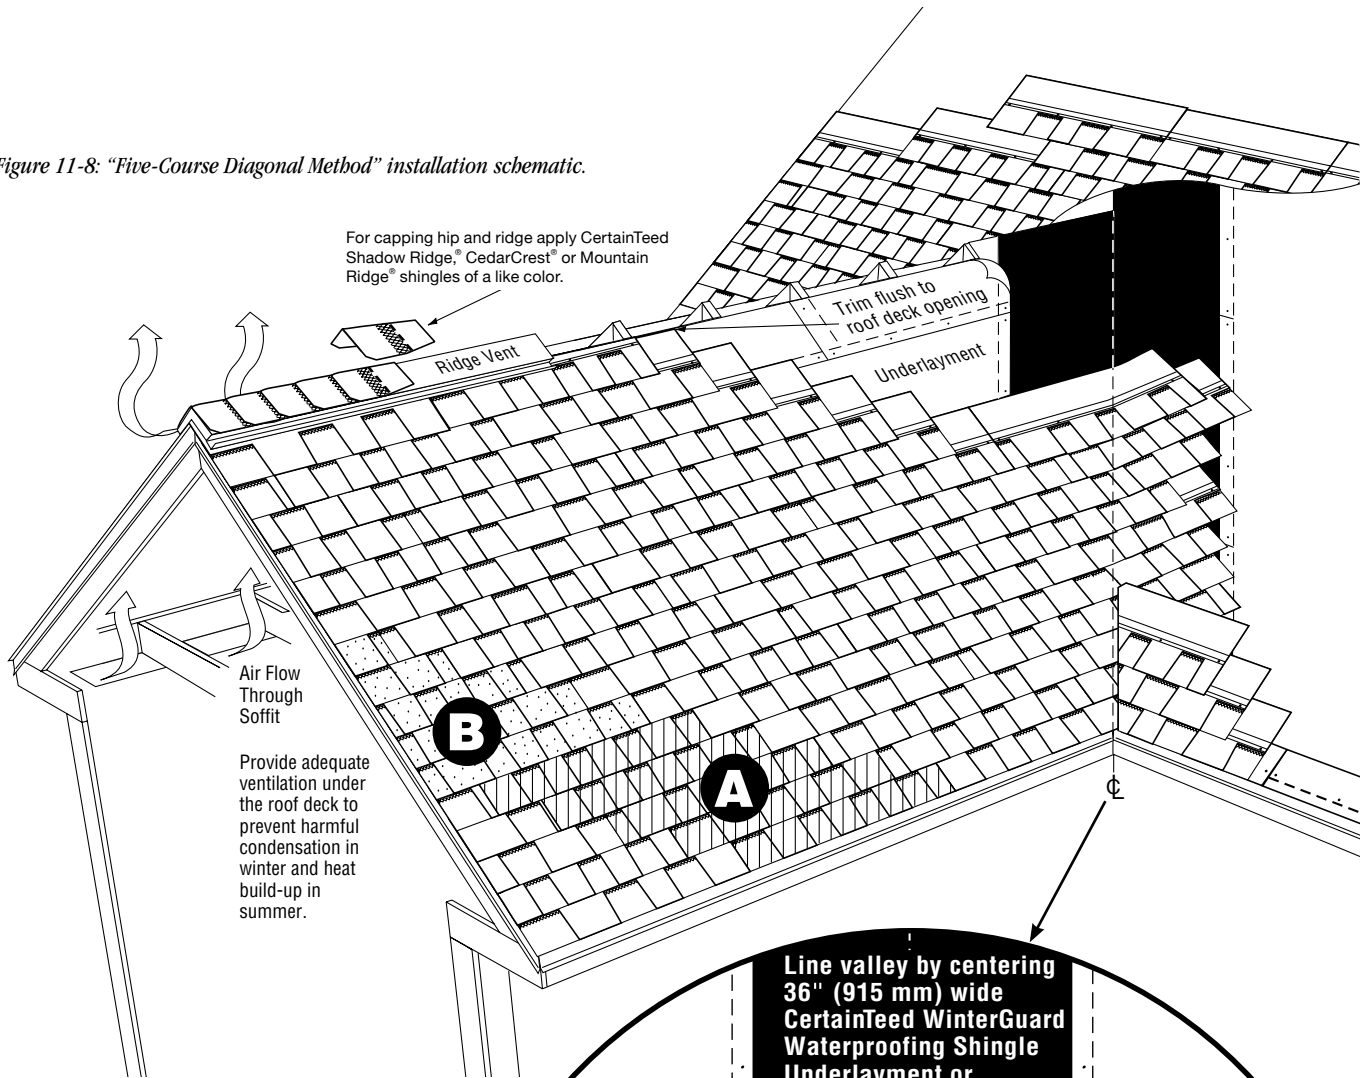 Figure 11-8: “Five-Course Diagonal Method” installation schematic.
For capping hip and ridge apply CertainTeed
Shadow Ridge,® CedarCrest® or Mountain
Ridge® shingles of a like color.
Ridge Vent
Trim flush to
roof deck opening
Underlayment
Air Flow
Through
Soffit
Provide adequate
ventilation under
the roof deck to
prevent harmful
condensation in
winter and heat
build-up in
summer.
B
A
℄
Line valley by centering
36" (915 mm) wide
CertainTeed WinterGuard
Waterproofing Shingle
Underlayment or